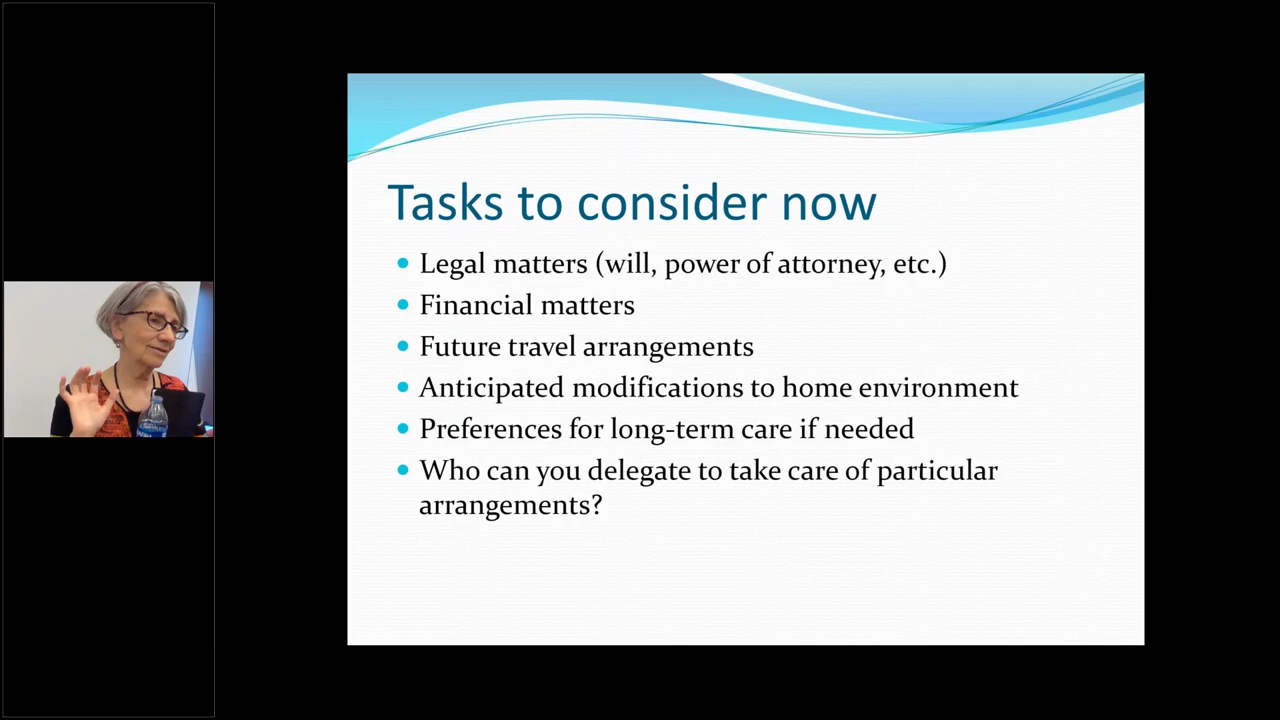 Tasks to consider now
Legal matters (will, power of attorney, etc.)
Financial matters
Future travel arrangements
Anticipated modifications to home environment
Preferences for long-term care if needed
Who can you delegate to take care of particular
arrangements?